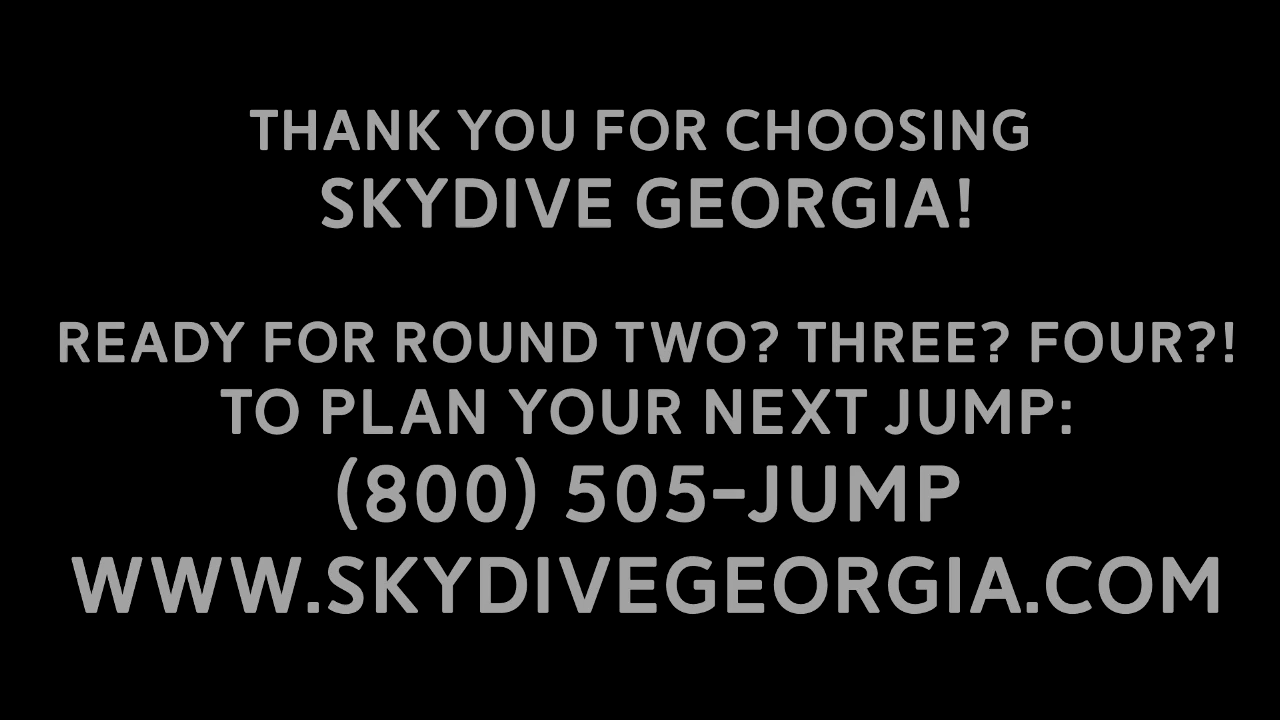 THANK YOU FOR CHOOSING
SKYDIVE GEORGIA!
READY FOR ROUND TWO? THREE? FOUR?!
TO PLAN YOUR NEXT JUMP:
(800) 505-JUMP
WWW.SKYDIVEGEORGIA.COM